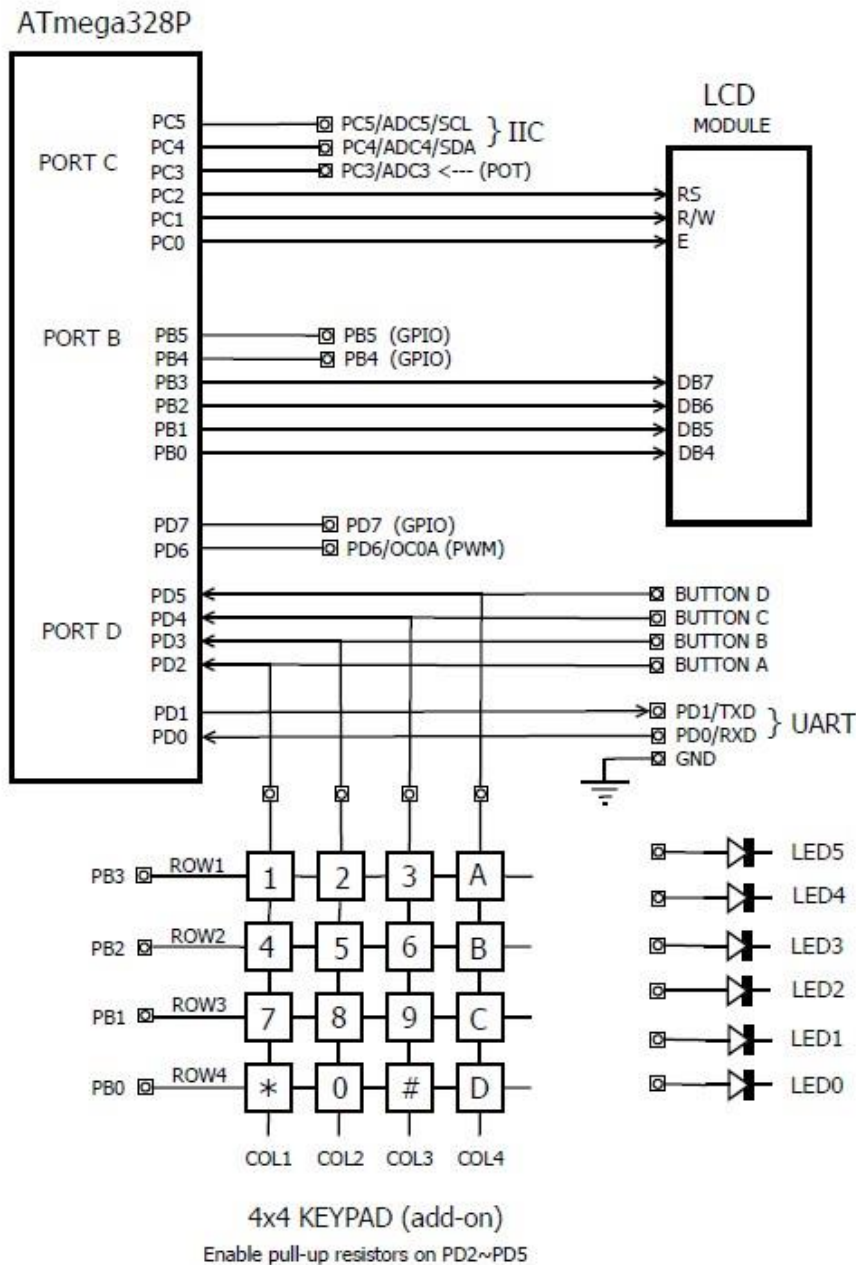 ATmega328P
PORT C
PC5
PC4
PC3
PC2
PC1
PC0
PC5/ADC5/SCL
PC4/ADC4/SDA
} IIC
PC3/ADC3 <--- (POT)
LCD
MODULE
RS
R/W
E
PORT B
PB5
PB4
PB3
PB2
PB1
PB0
PB5 (GPIO)
PB4 (GPIO)
DB7
DB6
DB5
DB4
PD7
PD6
PD7 (GPIO)
PD6/OC0A (PWM)
PORT D
PD5
PD4
PD3
PD2
PD1
PD0
BUTTON D
BUTTON C
BUTTON B
BUTTON A
PD1/TXD
PD0/RXD
} UART
GND
PB3 ROW1 1 2 3 A
PB2 ROW2 4 5 6 B
PB1 ROW3 7 8 9 C
PB0 ROW4 * 0 # D
COL1 COL2 COL3 COL4
LED5
LED4
LED3
LED2
LED1
LED0
4x4 KEYPAD (add-on)
Enable pull-up resistors on PD2~PD5